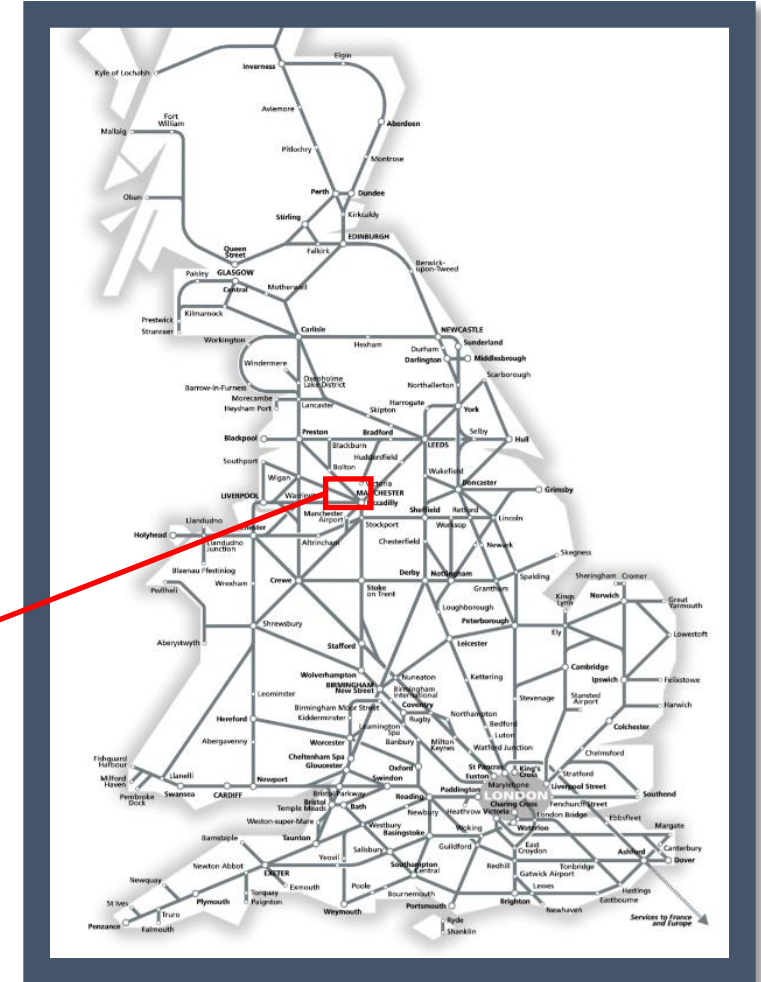 Elgin
Inverness
Kyle of Lochalsh
Aviemore
Fort
William
Aberdeen
Mallaig
Pitlochry
Montrose
Perth
Dundee
Oban
Stirling
Kirkcaldy
EDINBURGH
Queen
Street
Falkirk
Berwick-
upon-Tweed
Paisley
GLASGOW
Central
Motherwell
Prestwick
Kilmarnock
Stranraer
Carlisle
NEWCASTLE
Workington
Hexham
Sunderland
Durham
Darlington
Middlesbrough
Windermere
Scarborough
Oxenholme
Lake District
Barrow-in-Furness
Northallerton
Morecambe
Heysham Port
Lancaster
Skipton
Harrogate
York
Blackpool
Preston
Bradford
Selby
Blackburn
LEEDS
Hull
Huddersfield
Southport
Bolton
Wakefield
Wigan
Victoria
Doncaster
LIVERPOOL
MANCHESTER
Grimsby
Manchester
Airport
Sheffield
Retford
Llandudno
Stockport
Worksop
Lincoln
Holyhead
Llandudno
Junction
Altrincham
Chesterfield
Newark
Skegness
Blaenau Ffestiniog
Derby
Nottingham
Spalding
Sheringham
Cromer
Pwllheli
Wrexham
Crewe
Stoke
on Trent
Grantham
Kings
Lynn
Norwich
Great
Yarmouth
Loughborough
Aberystwyth
Shrewsbury
Peterborough
Ely
Lowestoft
Stafford
Leicester
Wolverhampton
Nuneaton
Kettering
Cambridge
BIRMINGHAM
New Street
Birmingham
International
Ipswich
Felixstowe
Leominster
Coventry
Stevenage
Stansted
Airport
Harwich
Birmingham Moor Street
Kidderminster
Rugby
Northampton
Hereford
Leamington
Spa
Bedford
Colchester
Abergavenny
Worcester
Banbury
Milton
Keynes
Luton
Watford Junction
Chelmsford
Cheltenham Spa
Gloucester
Oxford
St Pancras
King's
Cross
Fishguard
Harbour
Euston
Stratford
Llanelli
Newport
Swindon
Marylebone
Liverpool Street
Milford
Haven
Swansea
CARDIFF
Bristol Parkway
Reading
Paddington
LONDON
Southend
Pembroke
Dock
Bristol
Temple Meads
Bath
Heathrow
Victoria
Charing Cross
Fenchurch Street
Newbury
London Bridge
Ebbsfleet
Weston-super-Mare
Westbury
Basingstoke
Woking
Waterloo
Margate
Barnstaple
Taunton
Salisbury
Guildford
East
Croydon
Canterbury
Newton Abbot
Yeovil
Southampton
Central
Redhill
Tonbridge
Ashford
Dover
EXETER
Gatwick Airport
Newquay
Exmouth
Poole
Lewes
Hastings
Torquay
Paignton
Bournemouth
Eastbourne
St Ives
Plymouth
Weymouth
Portsmouth
Brighton
Newhaven
Truro
Penzance
Falmouth
Ryde
Shanklin
Services to France
and Europe